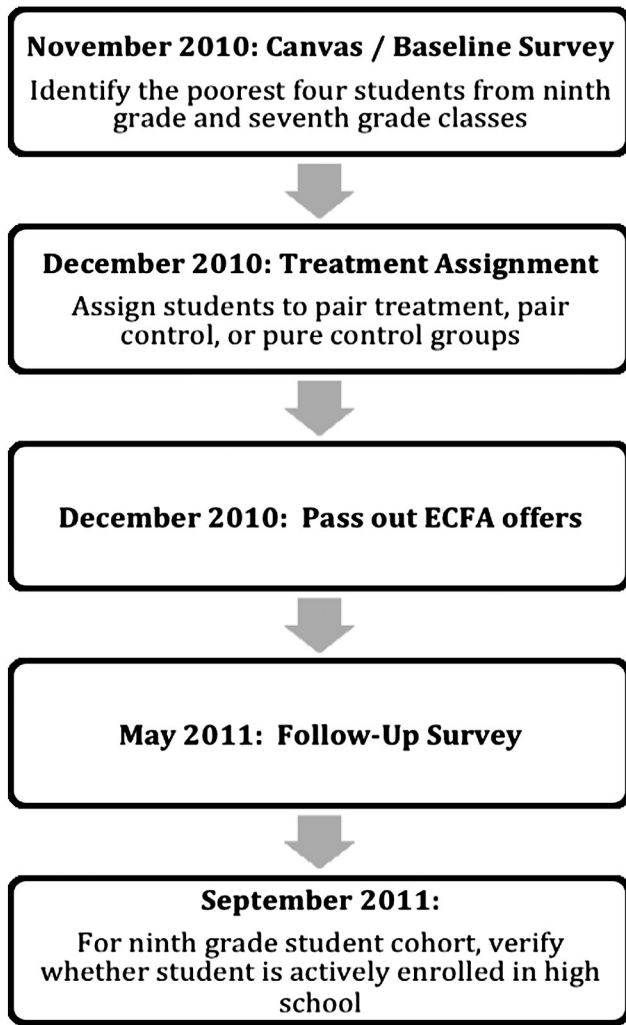 November 2010: Canvas / Baseline Survey
Identify the poorest four students from ninth
grade and seventh grade classes
December 2010: Treatment Assignment
Assign students to pair treatment, pair
control, or pure control groups
December 2010:  Pass out ECFA offers
May 2011:  Follow-Up Survey
September 2011:
For ninth grade student cohort, verify
whether student is actively enrolled in high
school